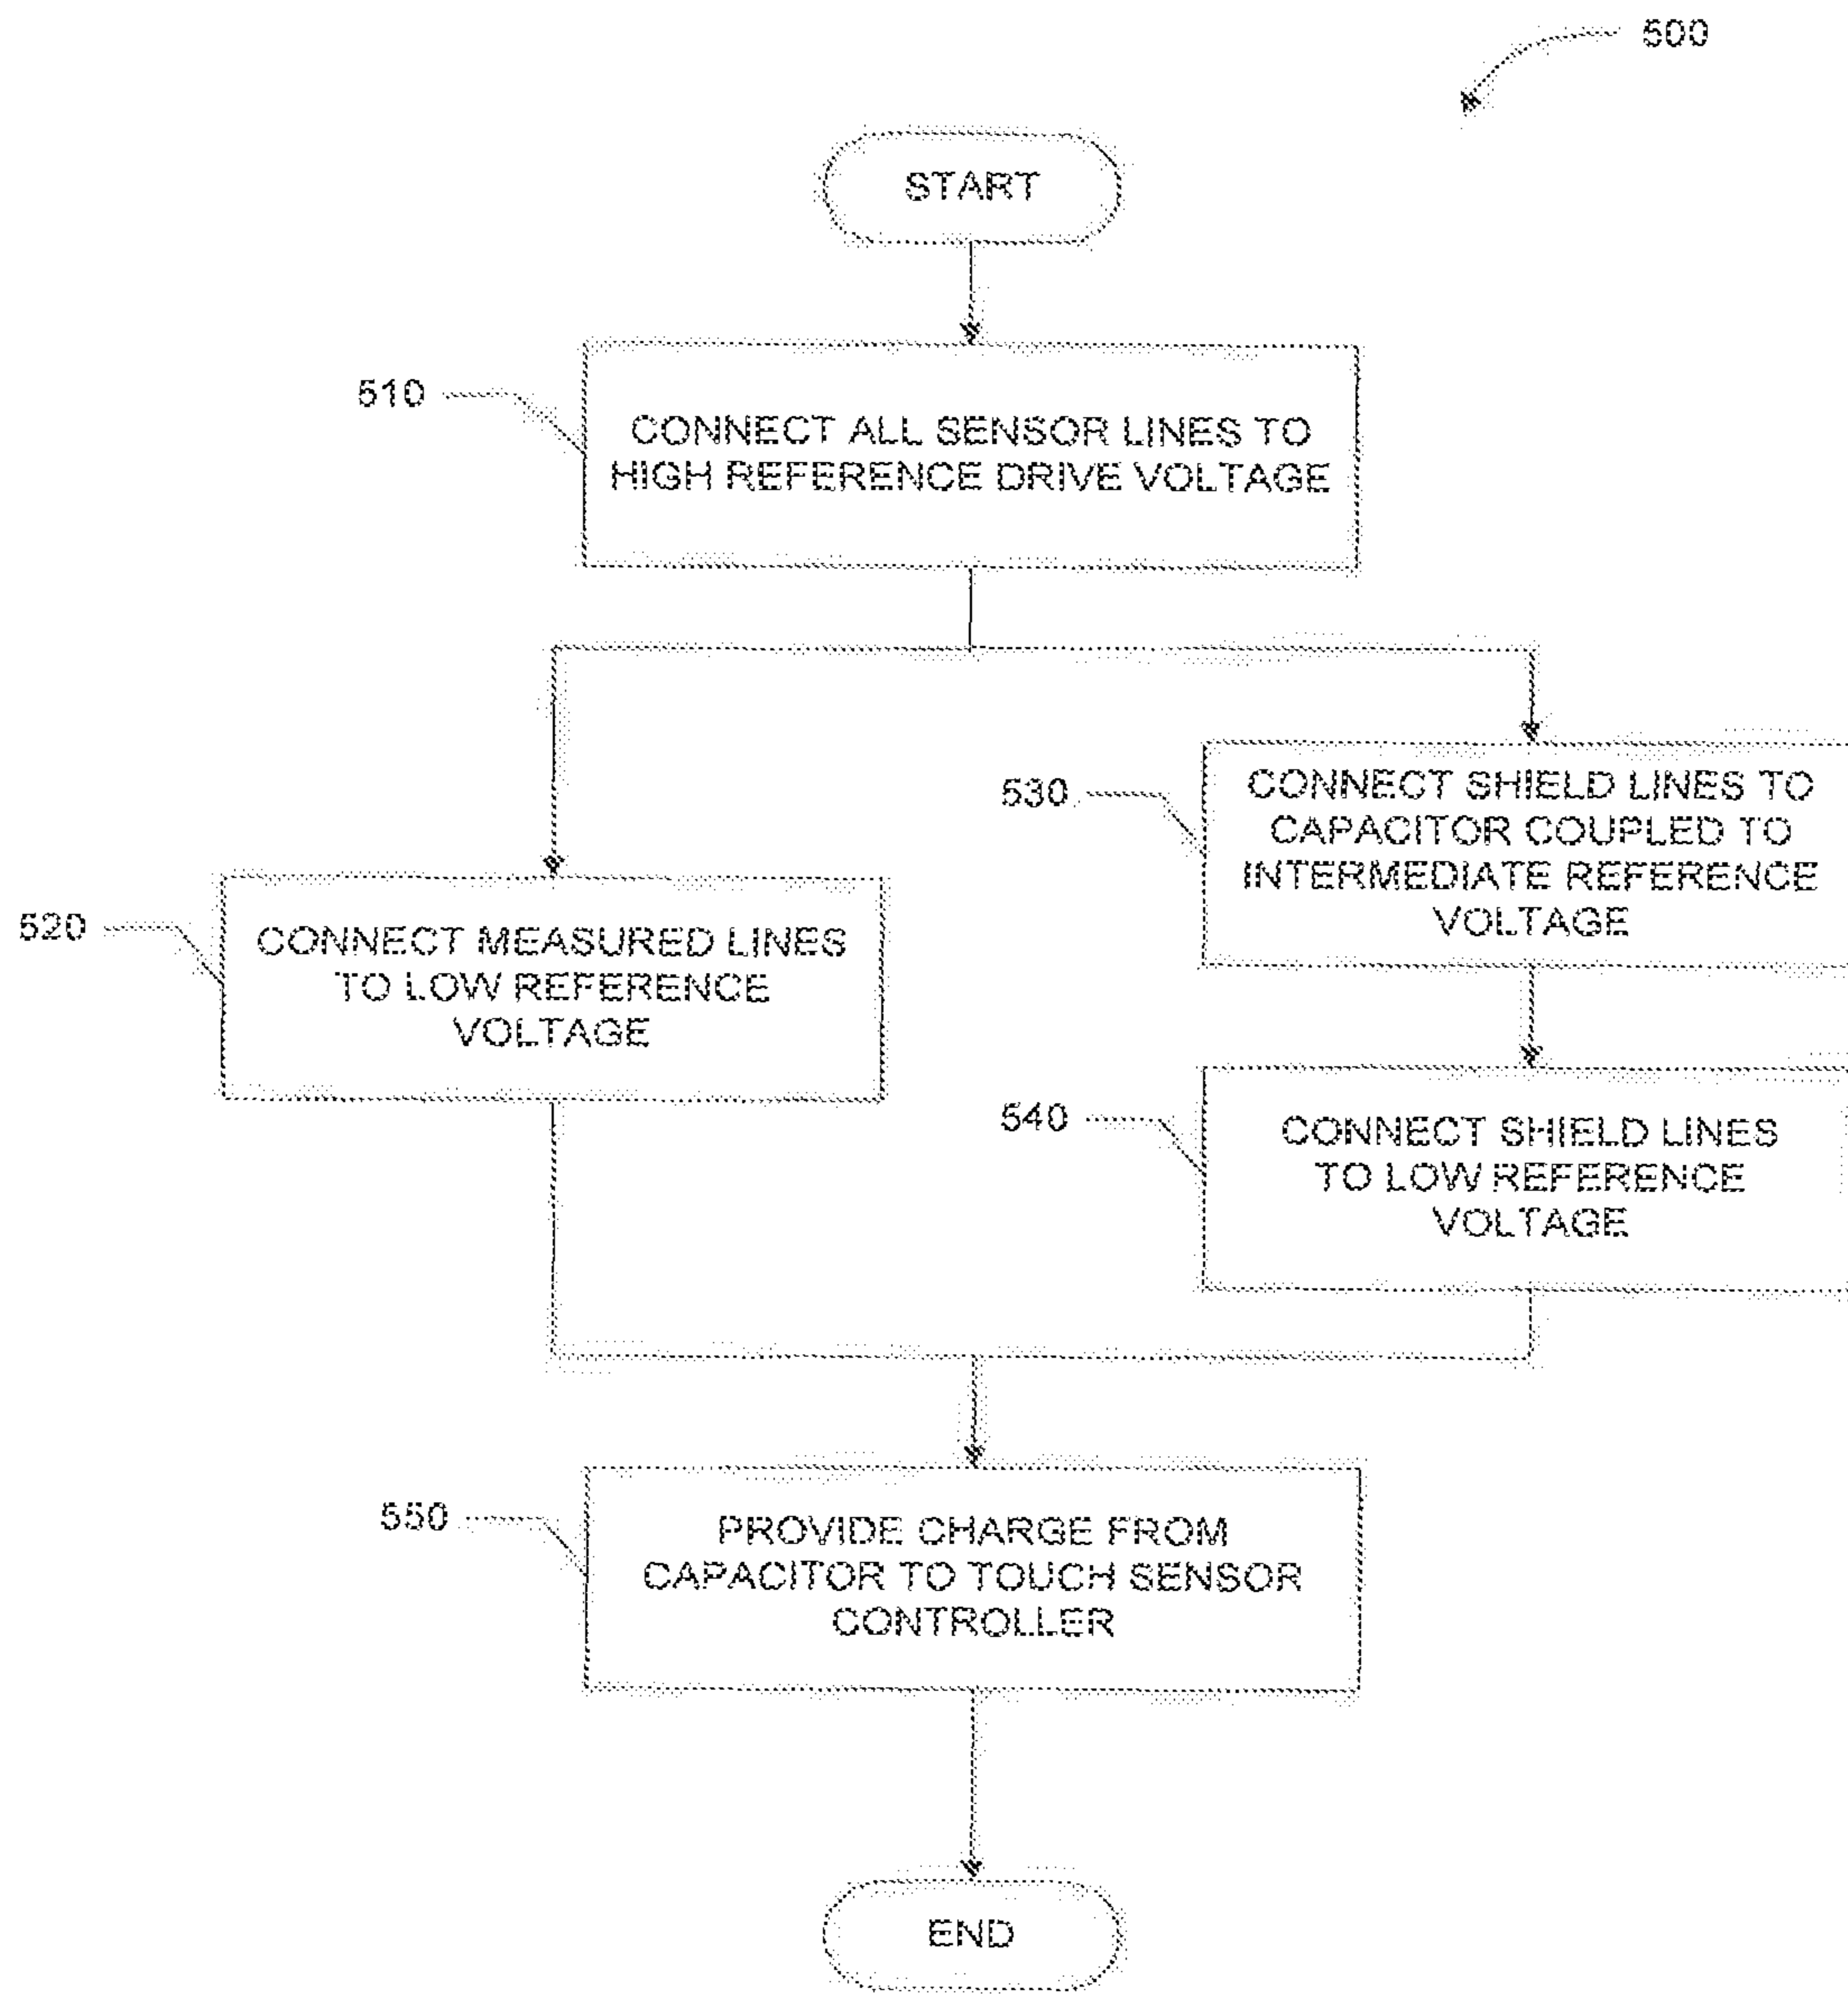 500
START
510
CONNECT ALL SENSOR LINES TO
HIGH REFERENCE DRIVE VOLTAGE
530
CONNECT SHIELD LINES TO
CAPACITOR COUPLED TO
INTERMEDIATE REFERENCE
VOLTAGE
520
CONNECT MEASURED LINES
TO LOW REFERENCE
VOLTAGE
540
CONNECT SHIELD LINES
TO LOW REFERENCE
VOLTAGE
550
PROVIDE CHARGE FROM
CAPACITOR TO TOUCH SENSOR
CONTROLLER
END